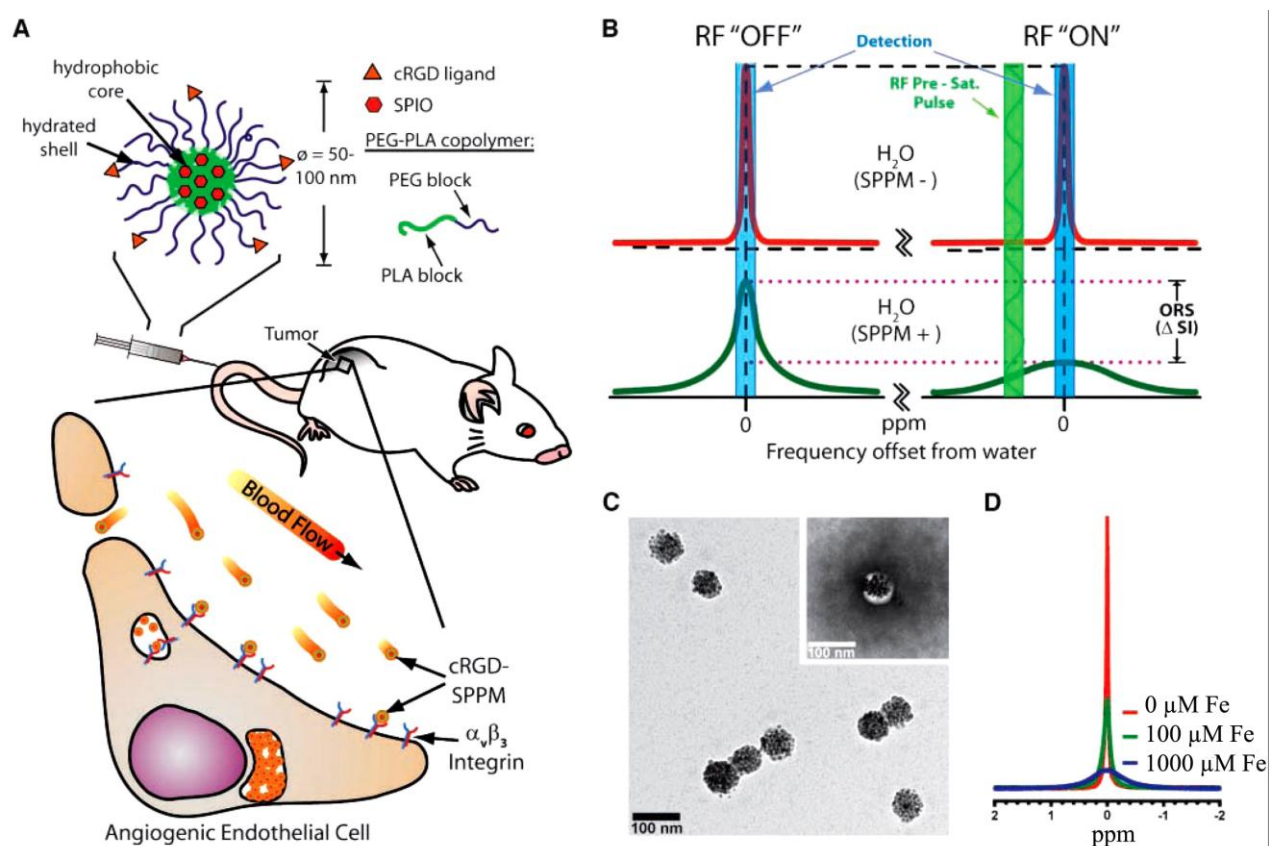 A
hydrophobic
core
hydrated
shell
cRGD ligand
SPIO
PEG-PLA copolymer:
ø = 50-
100 nm
PEG block
PLA block
Tumor
Blood Flow
cRGD-
SPPM
αvβ3
Integrin
Angiogenic Endothelial Cell
B
RF "OFF"
Detection
RF "ON"
RF Pre - Sat.
Pulse
H2O
(SPPM - )
H2O
(SPPM + )
ORS
(Δ SI)
0
ppm
0
Frequency offset from water
C
100 nm
100 nm
D
0 µM Fe
100 µM Fe
1000 µM Fe
2 1 0 -1 -2
ppm